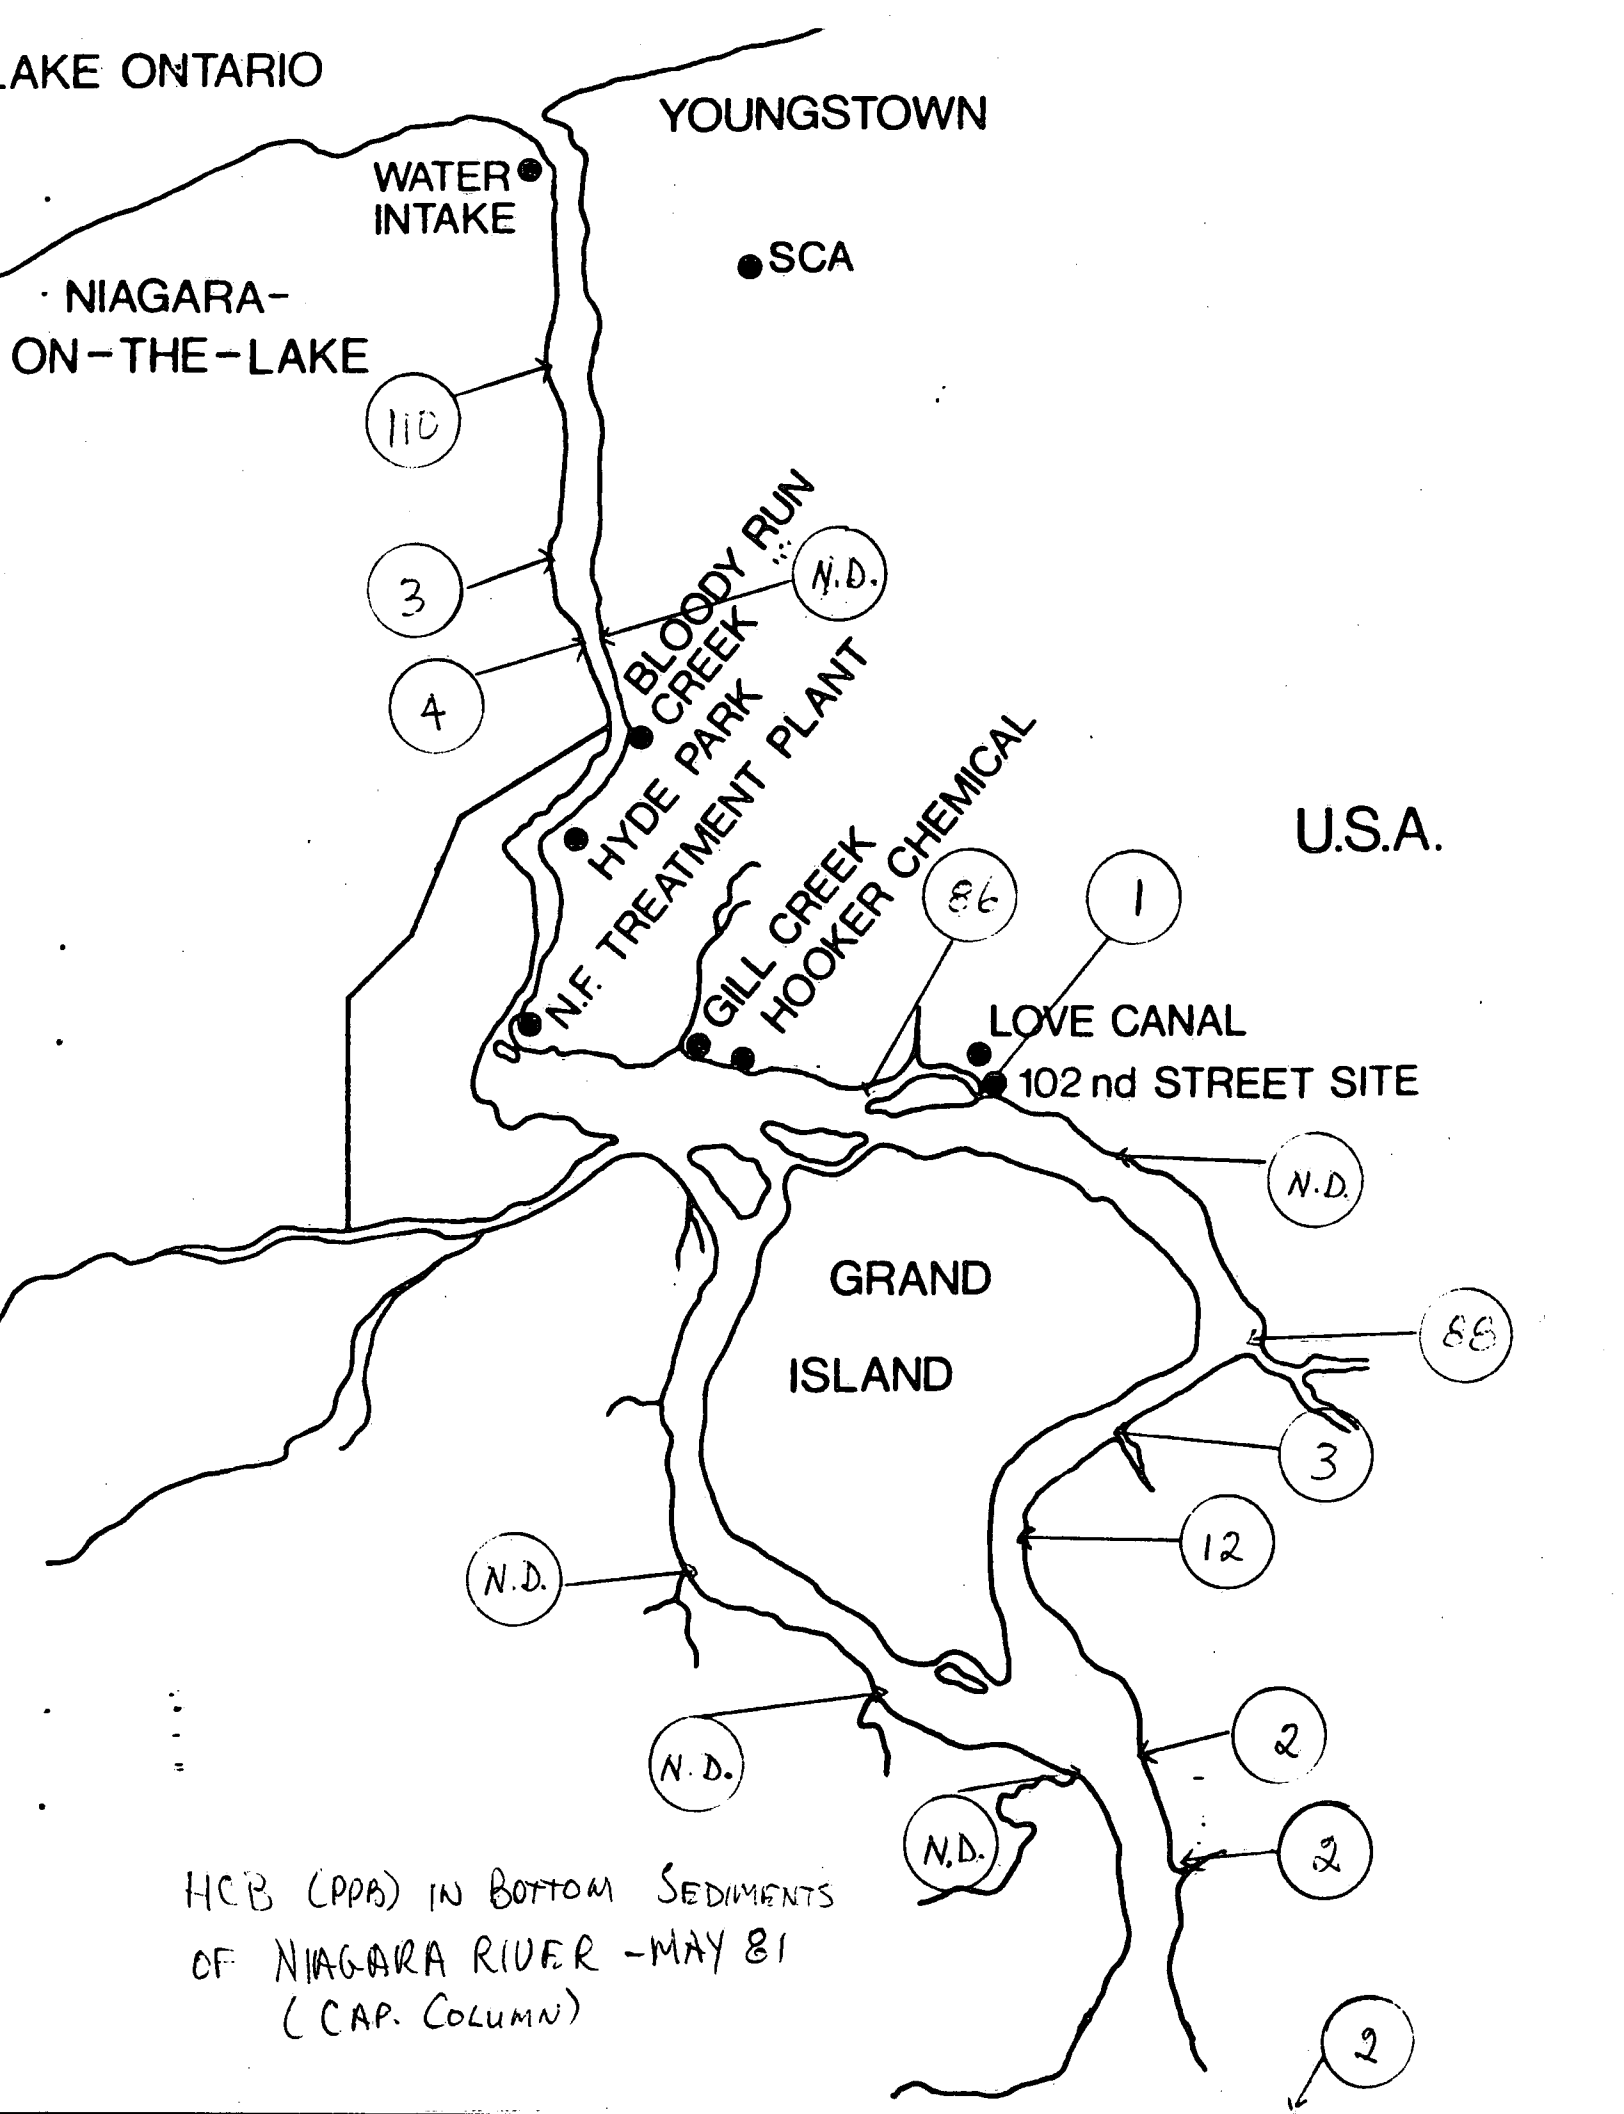 LAKE ONTARIO
YOUNGSTOWN
WATER
INTAKE
SCA
NIAGARA-
ON-THE-LAKE
110
3
N.D.
4
BLOODY RUN
CREEK
HYDE PARK
N.F. TREATMENT PLANT
GILL CREEK
HOOKER CHEMICAL
U.S.A.
86
1
LOVE CANAL
102nd STREET SITE
N.D.
GRAND
ISLAND
88
3
12
N.D.
N.D.
2
N.D.
2
HCB (PPB) IN BOTTOM SEDIMENTS
OF NIAGARA RIVER - MAY 81
(CAP. COLUMN)
2